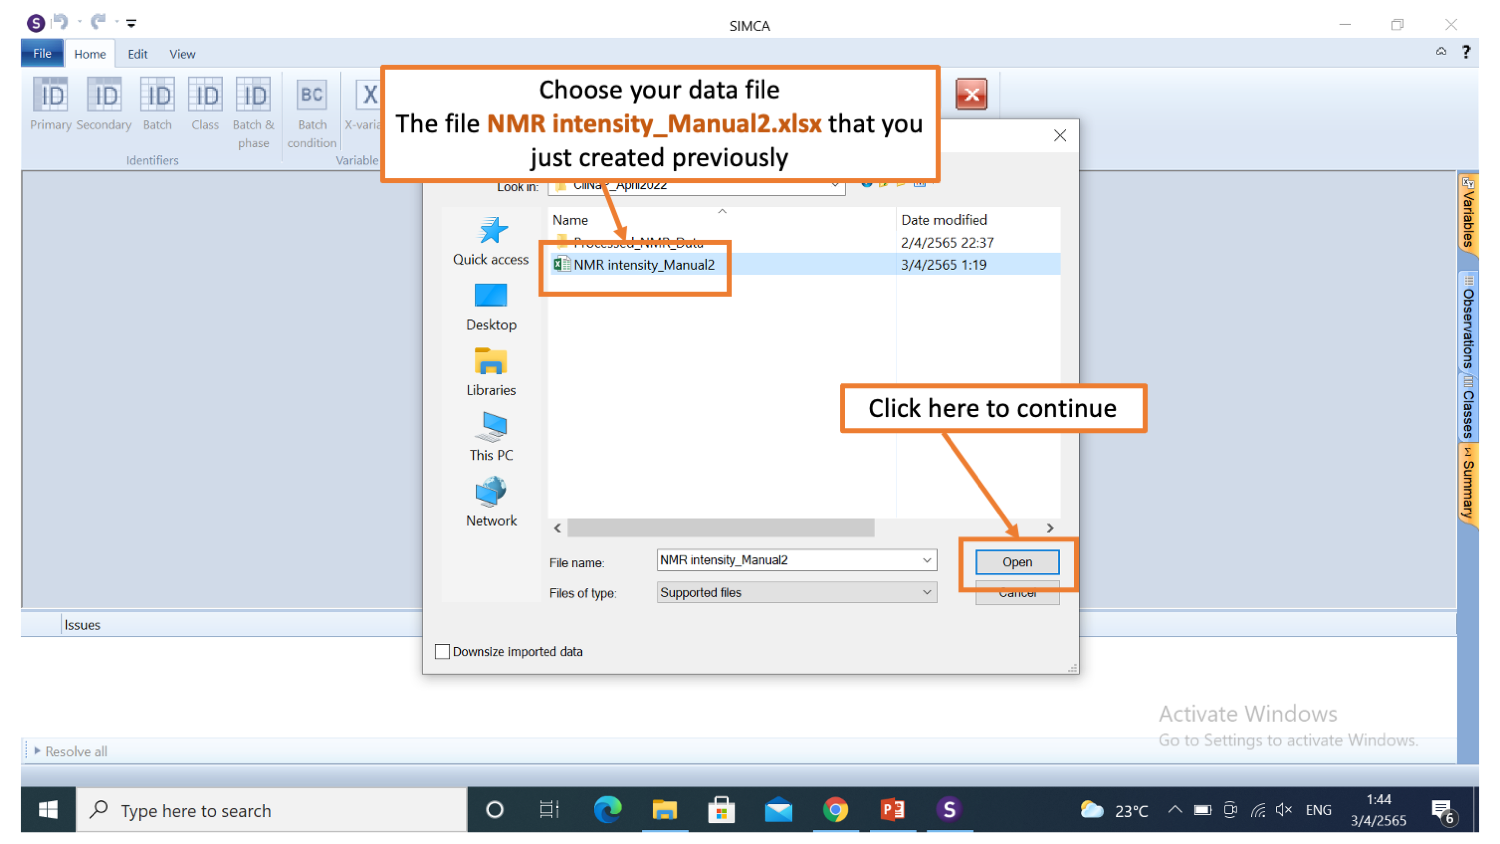 S
SIMCA
File Home Edit View
?
ID ID ID ID ID BC X
Primary Secondary Batch Class Batch & phase Batch condition X-varia
Identifiers Variable
Choose your data file
The file NMR intensity_Manual2.xlsx that you
just created previously
Look in: CliNaP_April2022
Name Date modified
Processed_NMR_Data 2/4/2565 22:37
NMR intensity_Manual2 3/4/2565 1:19
Quick access
Desktop
Libraries
This PC
Network
Click here to continue
File name: NMR intensity_Manual2 Open
Files of type: Supported files Cancel
Downsize imported data
Variables
Observations
Classes
Summary
Issues
Resolve all
Activate Windows
Go to Settings to activate Windows.
Type here to search
S
23°C ENG
1:44
3/4/2565
6